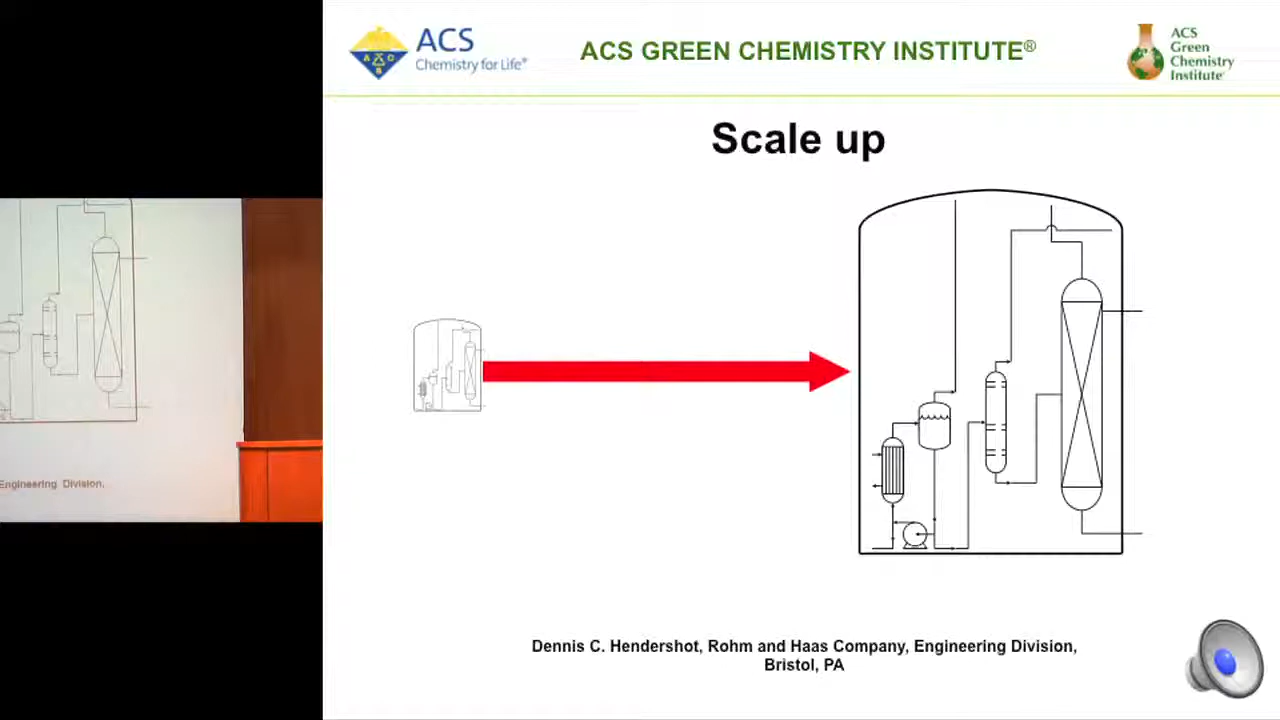 ACS
Chemistry for Life®
ACS GREEN CHEMISTRY INSTITUTE®
ACS
Green
Chemistry
Institute®
Scale up
Engineering Division,
Dennis C. Hendershot, Rohm and Haas Company, Engineering Division,
Bristol, PA